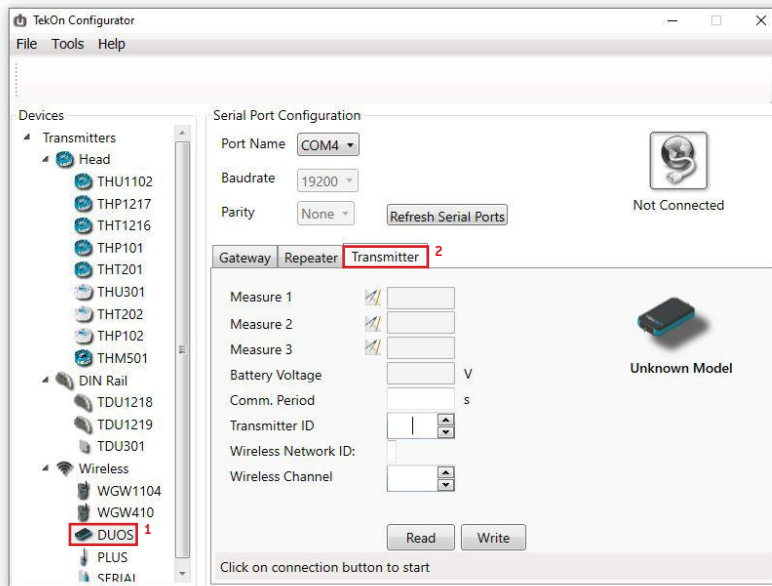 TekOn Configurator
File Tools Help
Devices
Transmitters
Head
THU1102
THP1217
THT1216
THP101
THT201
THU301
THT202
THP102
THM501
DIN Rail
TDU1218
TDU1219
TDU301
Wireless
WGW1104
WGW410
DUOS 1
PLUS
SERIAL
Serial Port Configuration
Port Name COM4
Baudrate 19200
Parity None Refresh Serial Ports
Not Connected
Gateway Repeater Transmitter 2
Measure 1
Measure 2
Measure 3
Battery Voltage V
Comm. Period s
Transmitter ID
Wireless Network ID:
Wireless Channel
Unknown Model
Read Write
Click on connection button to start